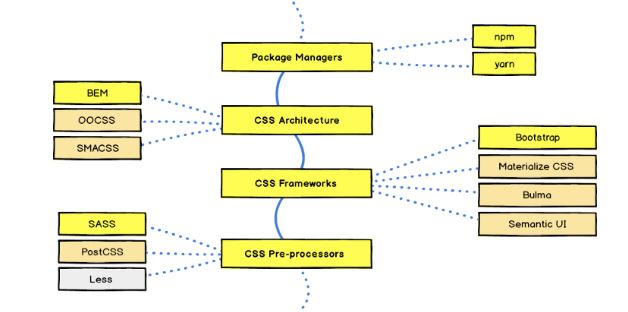 npm
Package Managers
yarn
BEM
CSS Architecture
OOCSS
SMACSS
Bootstrap
Materialize CSS
CSS Frameworks
Bulma
Semantic UI
SASS
PostCSS
CSS Pre-processors
Less